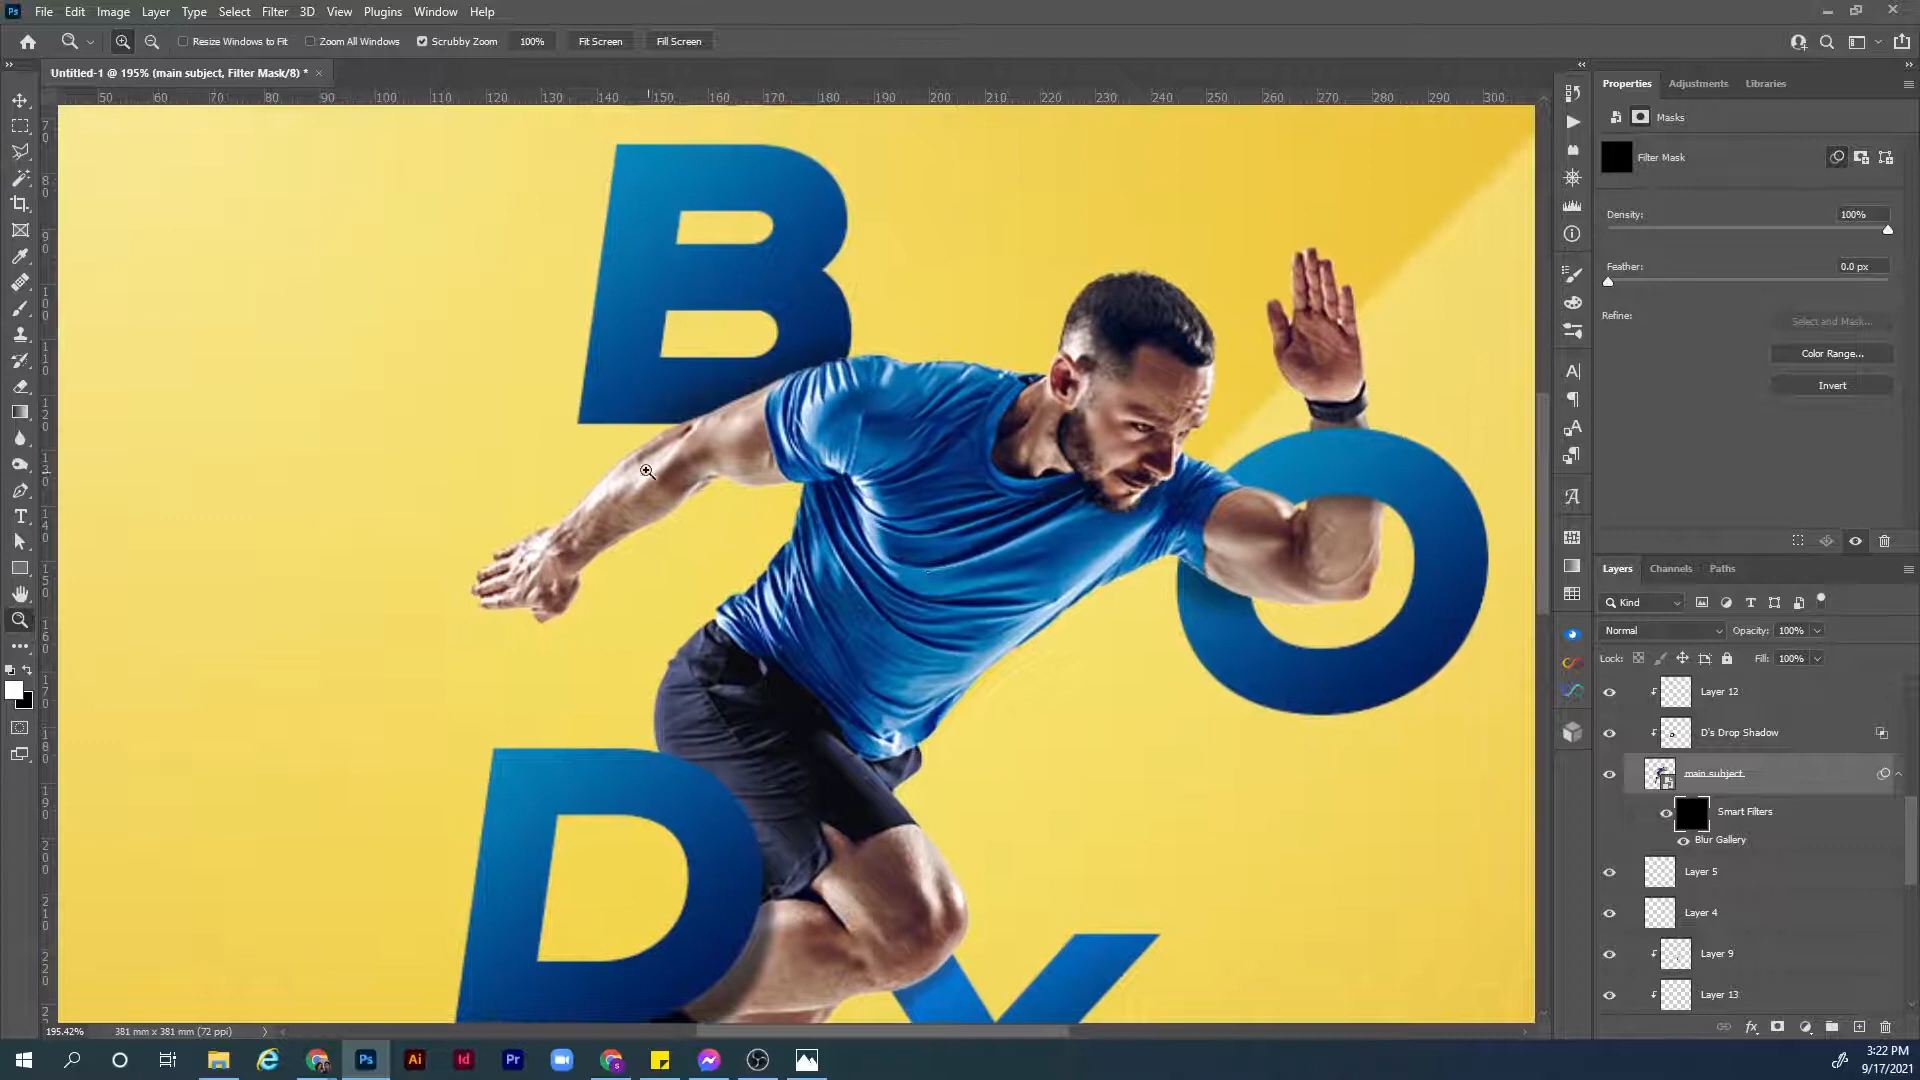 Ps File Edit Image Layer Type Select Filter 3D View Plugins Window Help
Resize Windows to Fit Zoom All Windows Scrubby Zoom 100% Fit Screen Fill Screen
Untitled-1 @ 195% (main subject, Filter Mask/8) *
50 60 70 80 90 100 110 120 130 140 150 160 170 180 190 200 210 220 230 240 250 260 270 280 290 300
Properties Adjustments Libraries
Masks
Filter Mask
Density: 100%
Feather: 0.0 px
Refine:
Select and Mask...
Color Range...
Invert
B
O
D
Y
Layers Channels Paths
Kind
Normal Opacity: 100%
Lock: Fill: 100%
Layer 12
D's Drop Shadow
main subject
Smart Filters
Blur Gallery
Layer 5
Layer 4
Layer 9
Layer 13
195.42% 381 mm x 381 mm (72 ppi)
Ps Ai Id Pr
3:22 PM
9/17/2021